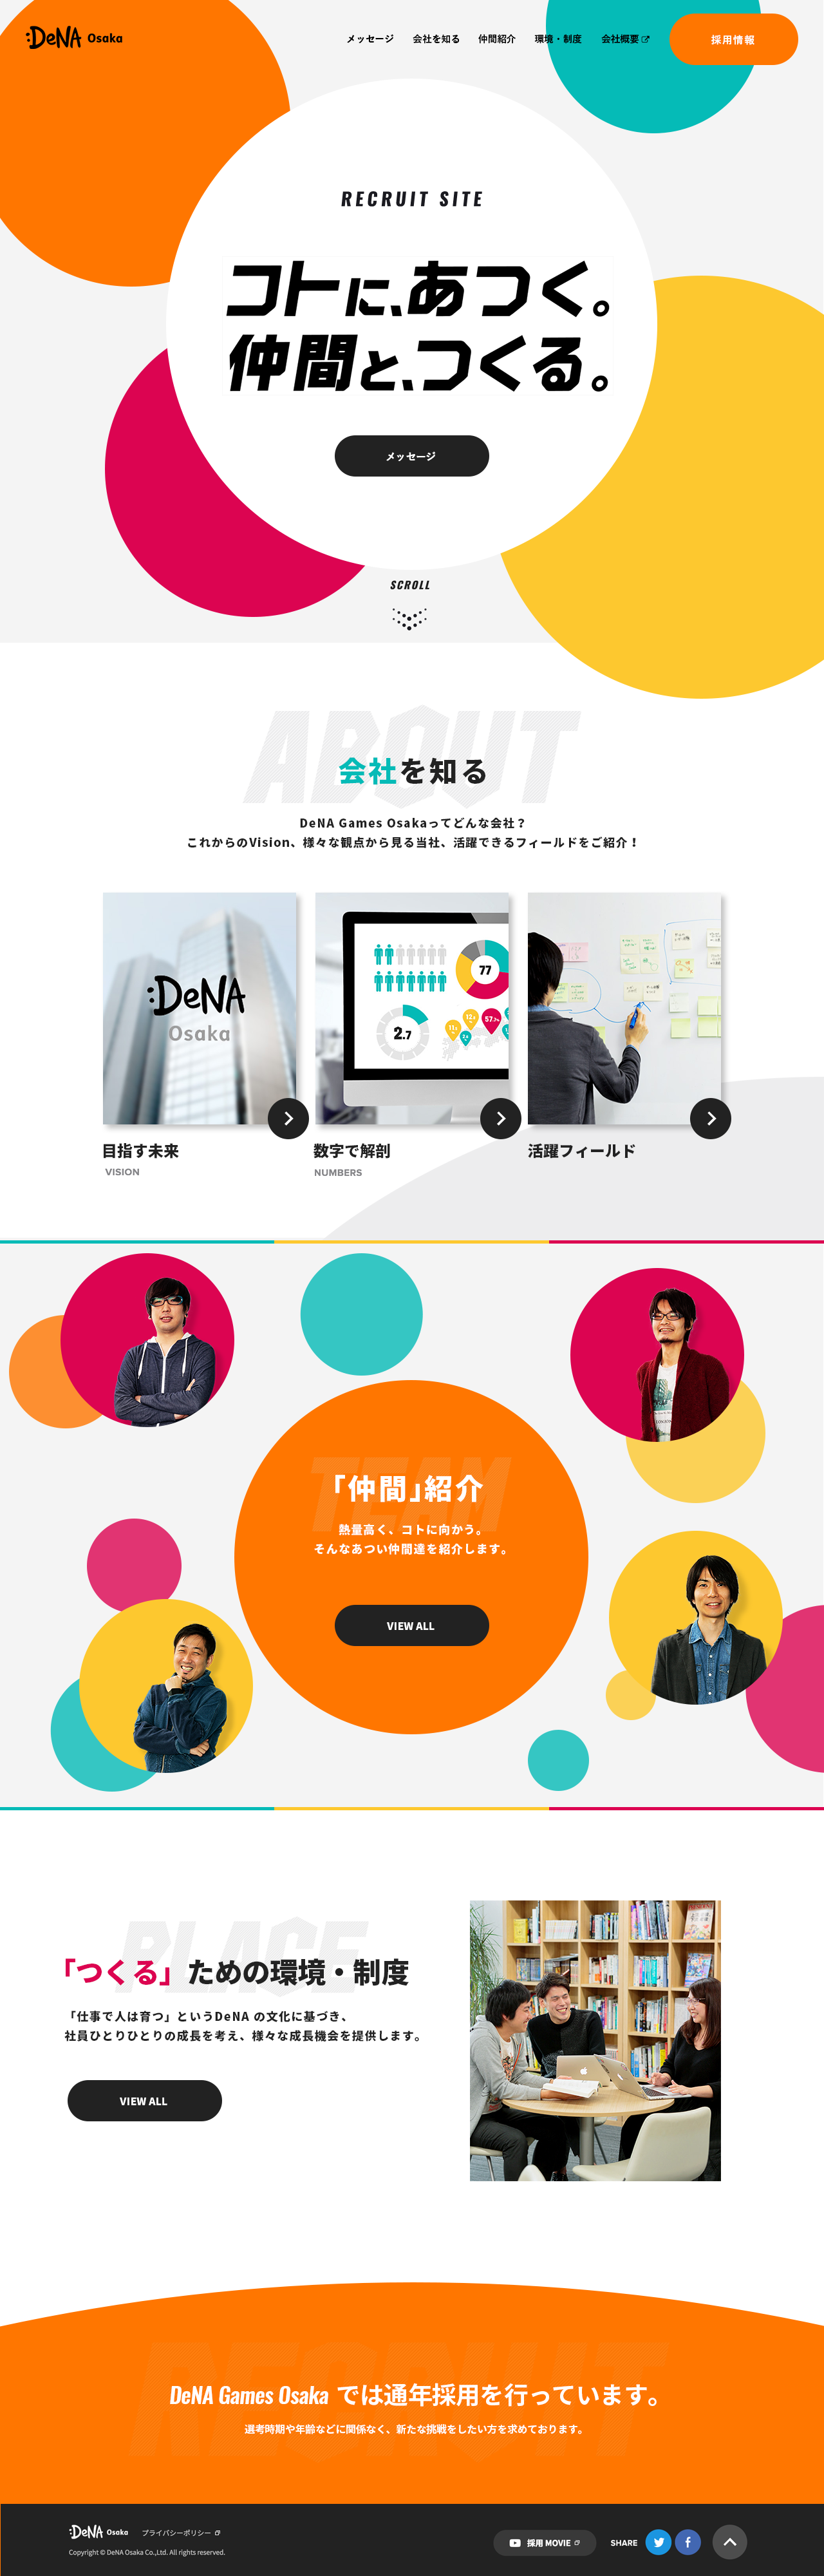 :DeNA Osaka
メッセージ 会社を知る 仲間紹介 環境・制度 会社概要 採用情報
RECRUIT SITE
コトに、あつく。
仲間と、つくる。
メッセージ
SCROLL
ABOUT
会社を知る
DeNA Games Osakaってどんな会社？
これからのVision、様々な観点から見る当社、活躍できるフィールドをご紹介！
:DeNA
Osaka
77
2.7
57.7%
目指す未来
VISION
数字で解剖
NUMBERS
活躍フィールド
TEAM
「仲間」紹介
熱量高く、コトに向かう。
そんなあつい仲間達を紹介します。
VIEW ALL
PLACE
「つくる」ための環境・制度
「仕事で人は育つ」というDeNA の文化に基づき、
社員ひとりひとりの成長を考え、様々な成長機会を提供します。
VIEW ALL
RECRUIT
DeNA Games Osaka では通年採用を行っています。
選考時期や年齢などに関係なく、新たな挑戦をしたい方を求めております。
:DeNA Osaka プライバシーポリシー
採用 MOVIE SHARE
Copyright © DeNA Osaka Co.,Ltd. All rights reserved.